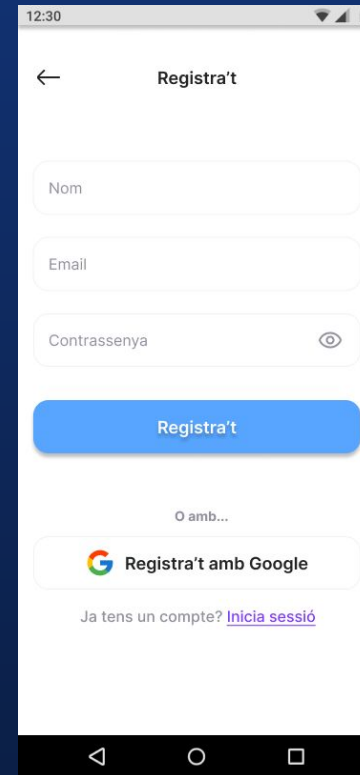 12:30
Registra't
Nom
Email
Contrassenya
Registra't
O amb...
Registra't amb Google
Ja tens un compte? Inicia sessió